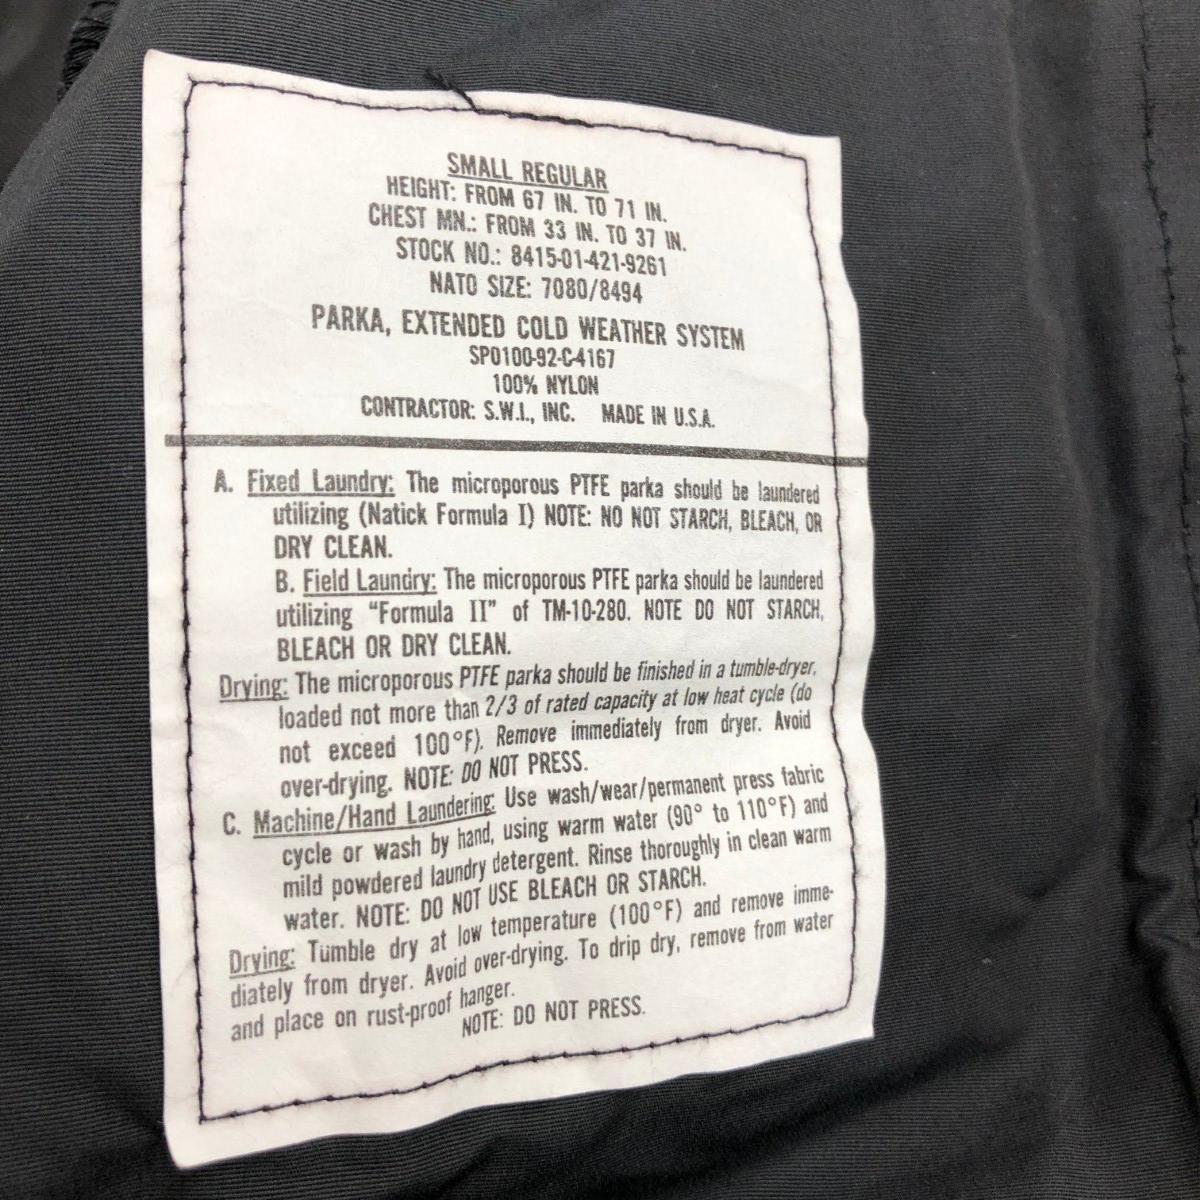 SMALL REGULAR
HEIGHT: FROM 67 IN. TO 71 IN.
CHEST MN.: FROM 33 IN. TO 37 IN.
STOCK NO.: 8415-01-421-9261
NATO SIZE: 7080/8494
PARKA, EXTENDED COLD WEATHER SYSTEM
SPO100-92-C-4167
100% NYLON
CONTRACTOR: S.W.I., INC. MADE IN U.S.A.
A. Fixed Laundry: The microporous PTFE parka should be laundered
utilizing (Natick Formula I) NOTE: NO NOT STARCH, BLEACH, OR
DRY CLEAN.
B. Field Laundry: The microporous PTFE parka should be laundered
utilizing "Formula II" of TM-10-280. NOTE DO NOT STARCH,
BLEACH OR DRY CLEAN.
Drying: The microporous PTFE parka should be finished in a tumble-dryer,
loaded not more than 2/3 of rated capacity at low heat cycle (do
not exceed 100°F). Remove immediately from dryer. Avoid
over-drying. NOTE: DO NOT PRESS.
C. Machine/Hand Laundering: Use wash/wear/permanent press fabric
cycle or wash by hand, using warm water (90° to 110°F) and
mild powdered laundry detergent. Rinse thoroughly in clean warm
water. NOTE: DO NOT USE BLEACH OR STARCH.
Drying: Tumble dry at low temperature (100°F) and remove imme-
diately from dryer. Avoid over-drying. To drip dry, remove from water
and place on rust-proof hanger.
NOTE: DO NOT PRESS.